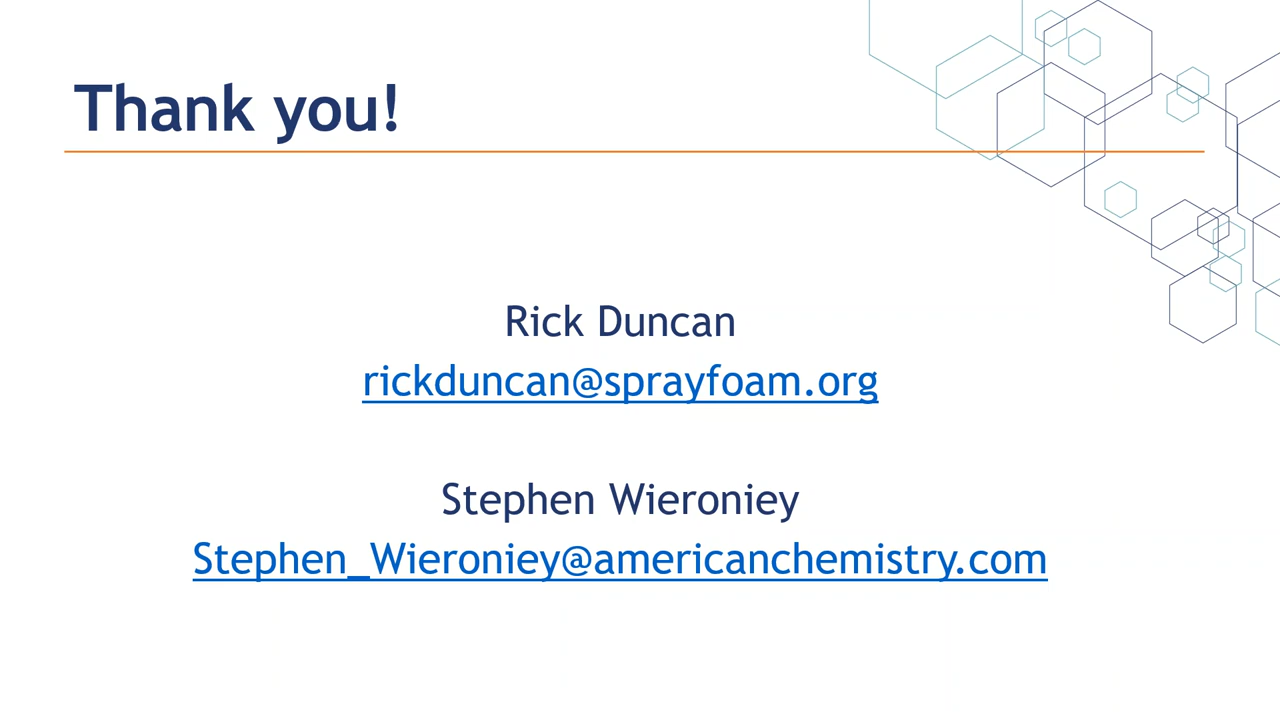 Thank you!
Rick Duncan
rickduncan@sprayfoam.org
Stephen Wieroniey
Stephen_Wieroniey@americanchemistry.com